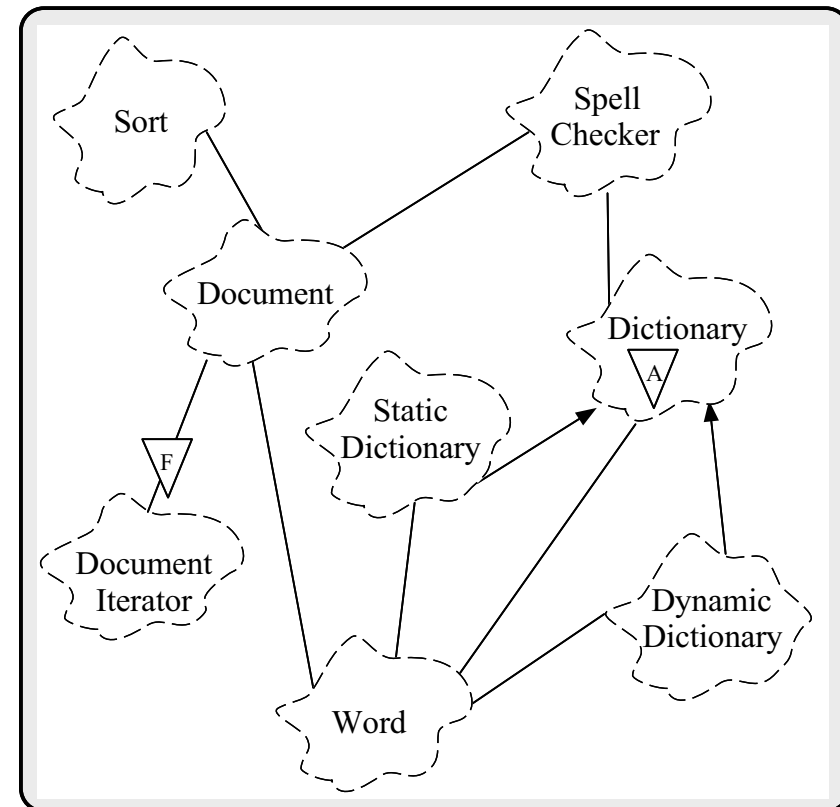 Sort
Spell
Checker
Document
Dictionary
A
Static
Dictionary
F
Document
Iterator
Dynamic
Dictionary
Word